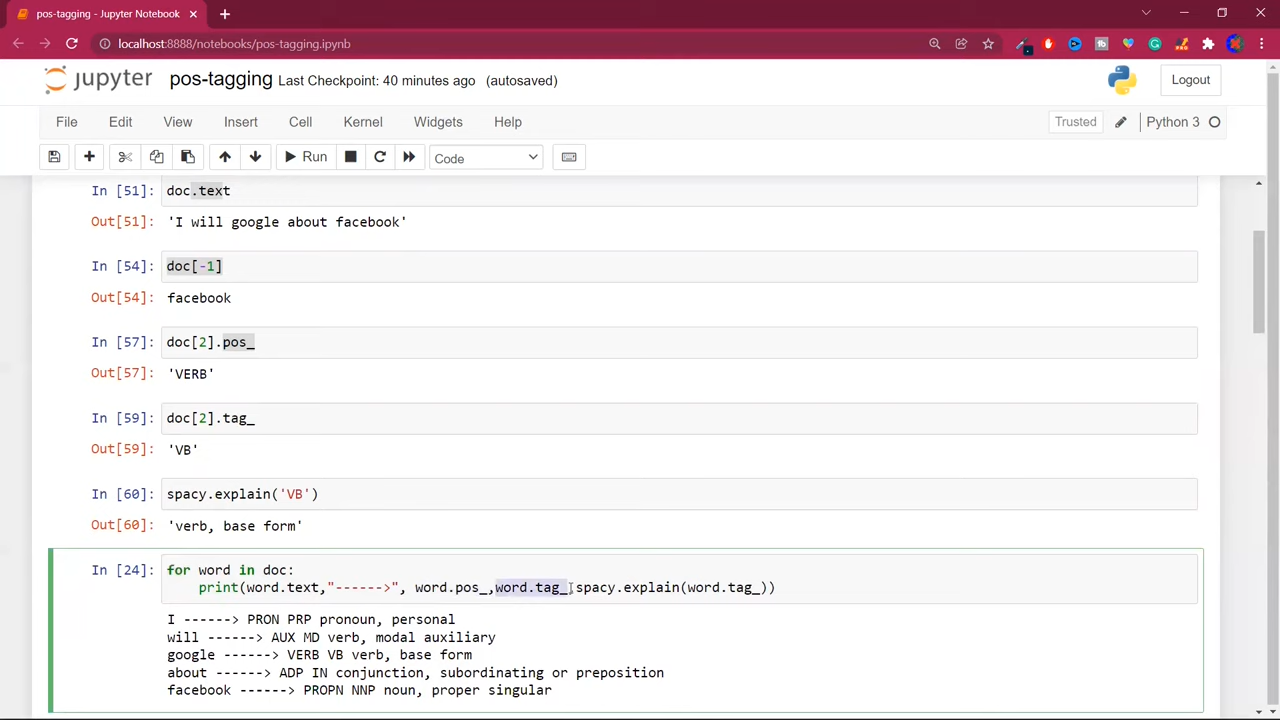 pos-tagging - Jupyter Notebook
localhost:8888/notebooks/pos-tagging.ipynb
jupyter pos-tagging Last Checkpoint: 40 minutes ago (autosaved) Logout
File Edit View Insert Cell Kernel Widgets Help Trusted Python 3
Run Code
In [51]: doc.text
Out[51]: 'I will google about facebook'
In [54]: doc[-1]
Out[54]: facebook
In [57]: doc[2].pos_
Out[57]: 'VERB'
In [59]: doc[2].tag_
Out[59]: 'VB'
In [60]: spacy.explain('VB')
Out[60]: 'verb, base form'
In [24]: for word in doc:
print(word.text,"------>", word.pos_,word.tag_,spacy.explain(word.tag_))
I ------> PRON PRP pronoun, personal
will ------> AUX MD verb, modal auxiliary
google ------> VERB VB verb, base form
about ------> ADP IN conjunction, subordinating or preposition
facebook ------> PROPN NNP noun, proper singular